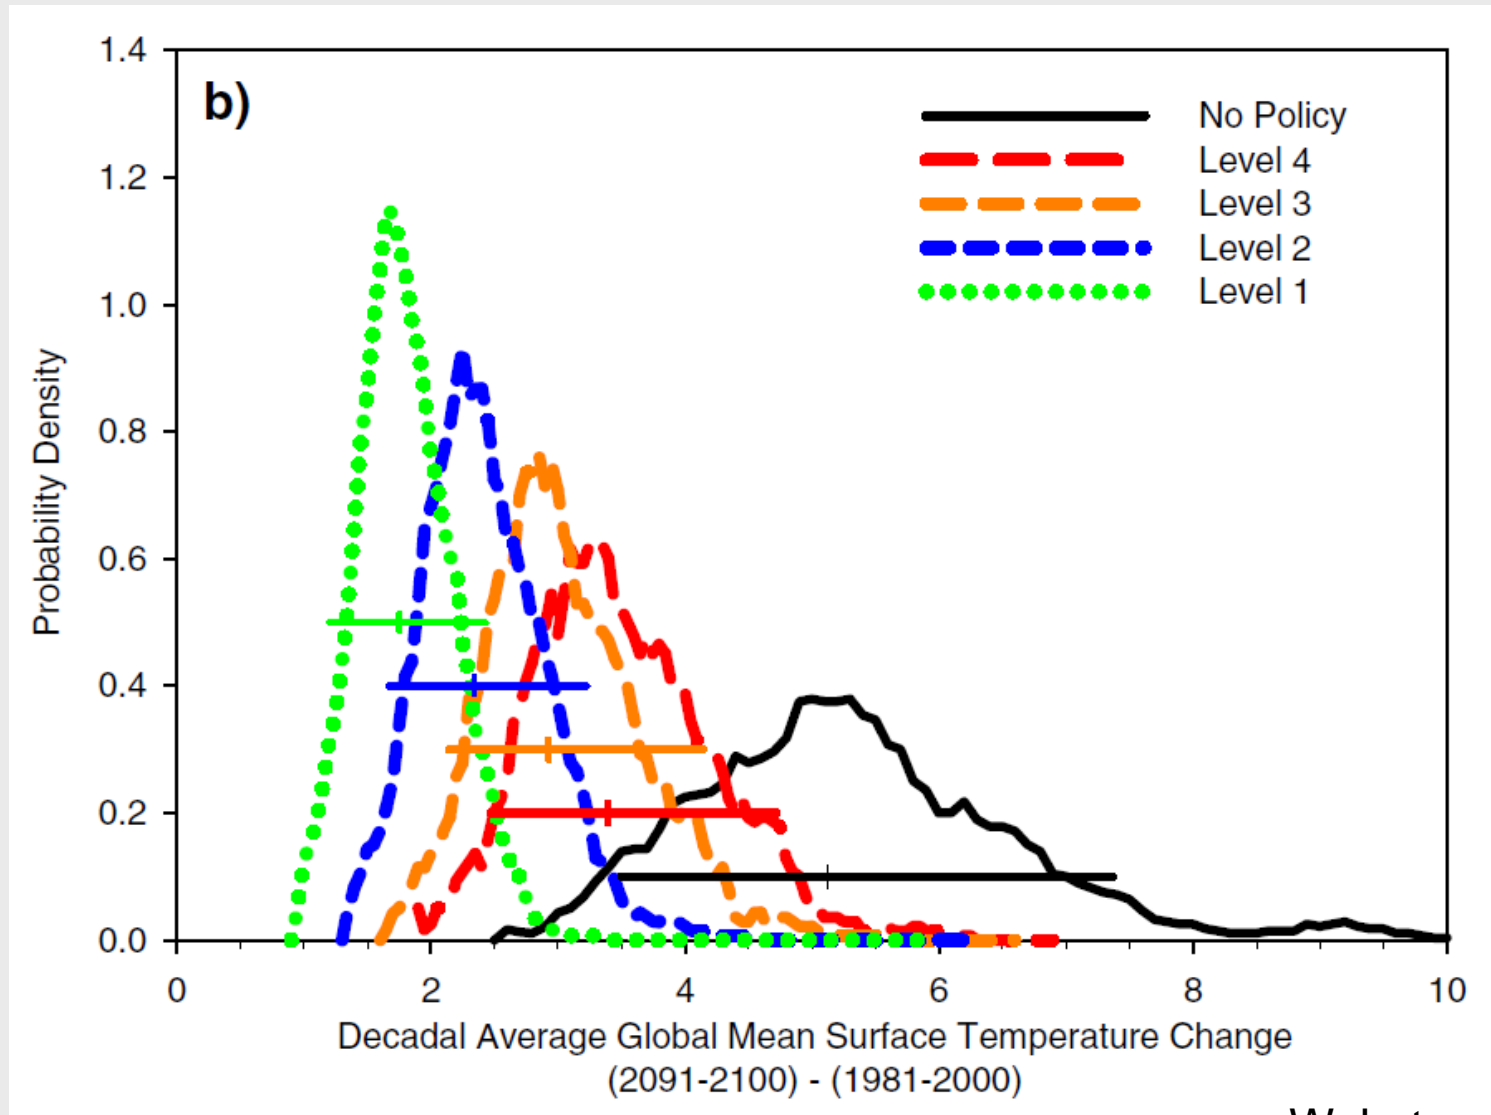 b)
No Policy
Level 4
Level 3
Level 2
Level 1
1.4
1.2
1.0
0.8
0.6
0.4
0.2
0.0
Probability Density
0 2 4 6 8 10
Decadal Average Global Mean Surface Temperature Change
(2091-2100) - (1981-2000)